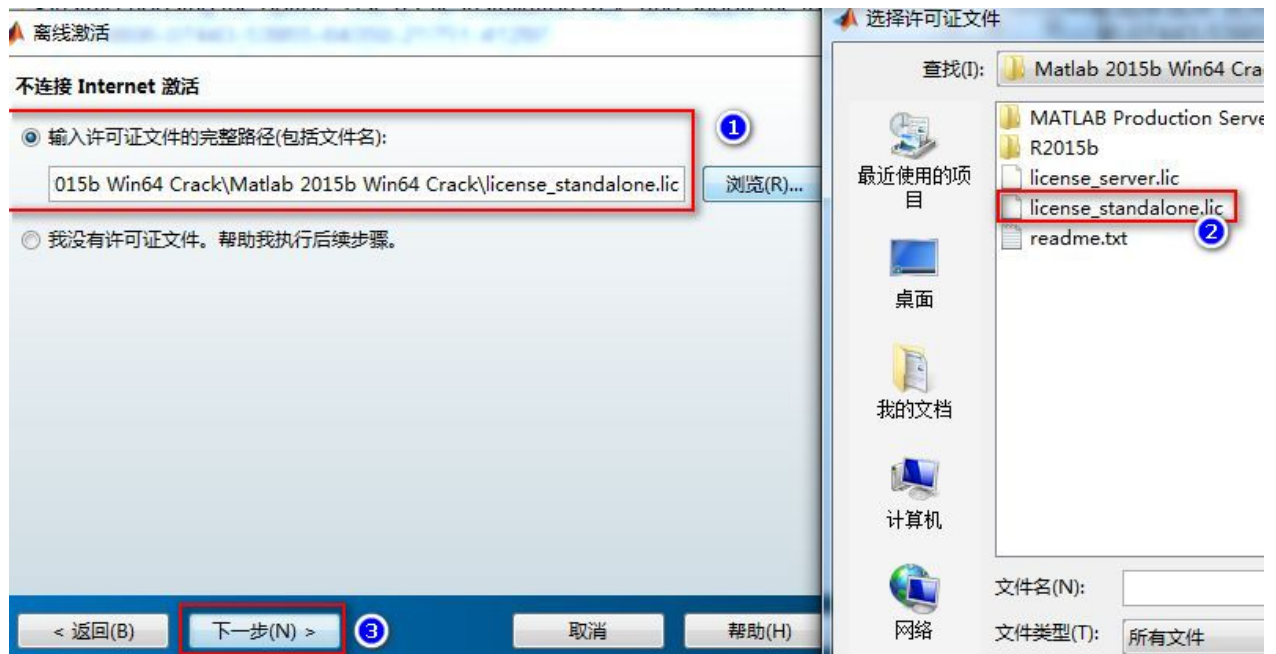 离线激活
不连接 Internet 激活
输入许可证文件的完整路径(包括文件名):
1
015b Win64 Crack\Matlab 2015b Win64 Crack\license_standalone.lic
浏览(R)...
我没有许可证文件。帮助我执行后续步骤。
< 返回(B)
下一步(N) >
3
取消
帮助(H)
选择许可证文件
查找(I):
Matlab 2015b Win64 Cra
最近使用的项
目
桌面
我的文档
计算机
网络
MATLAB Production Serve
R2015b
license_server.lic
license_standalone.lic
2
readme.txt
文件名(N):
文件类型(T):
所有文件